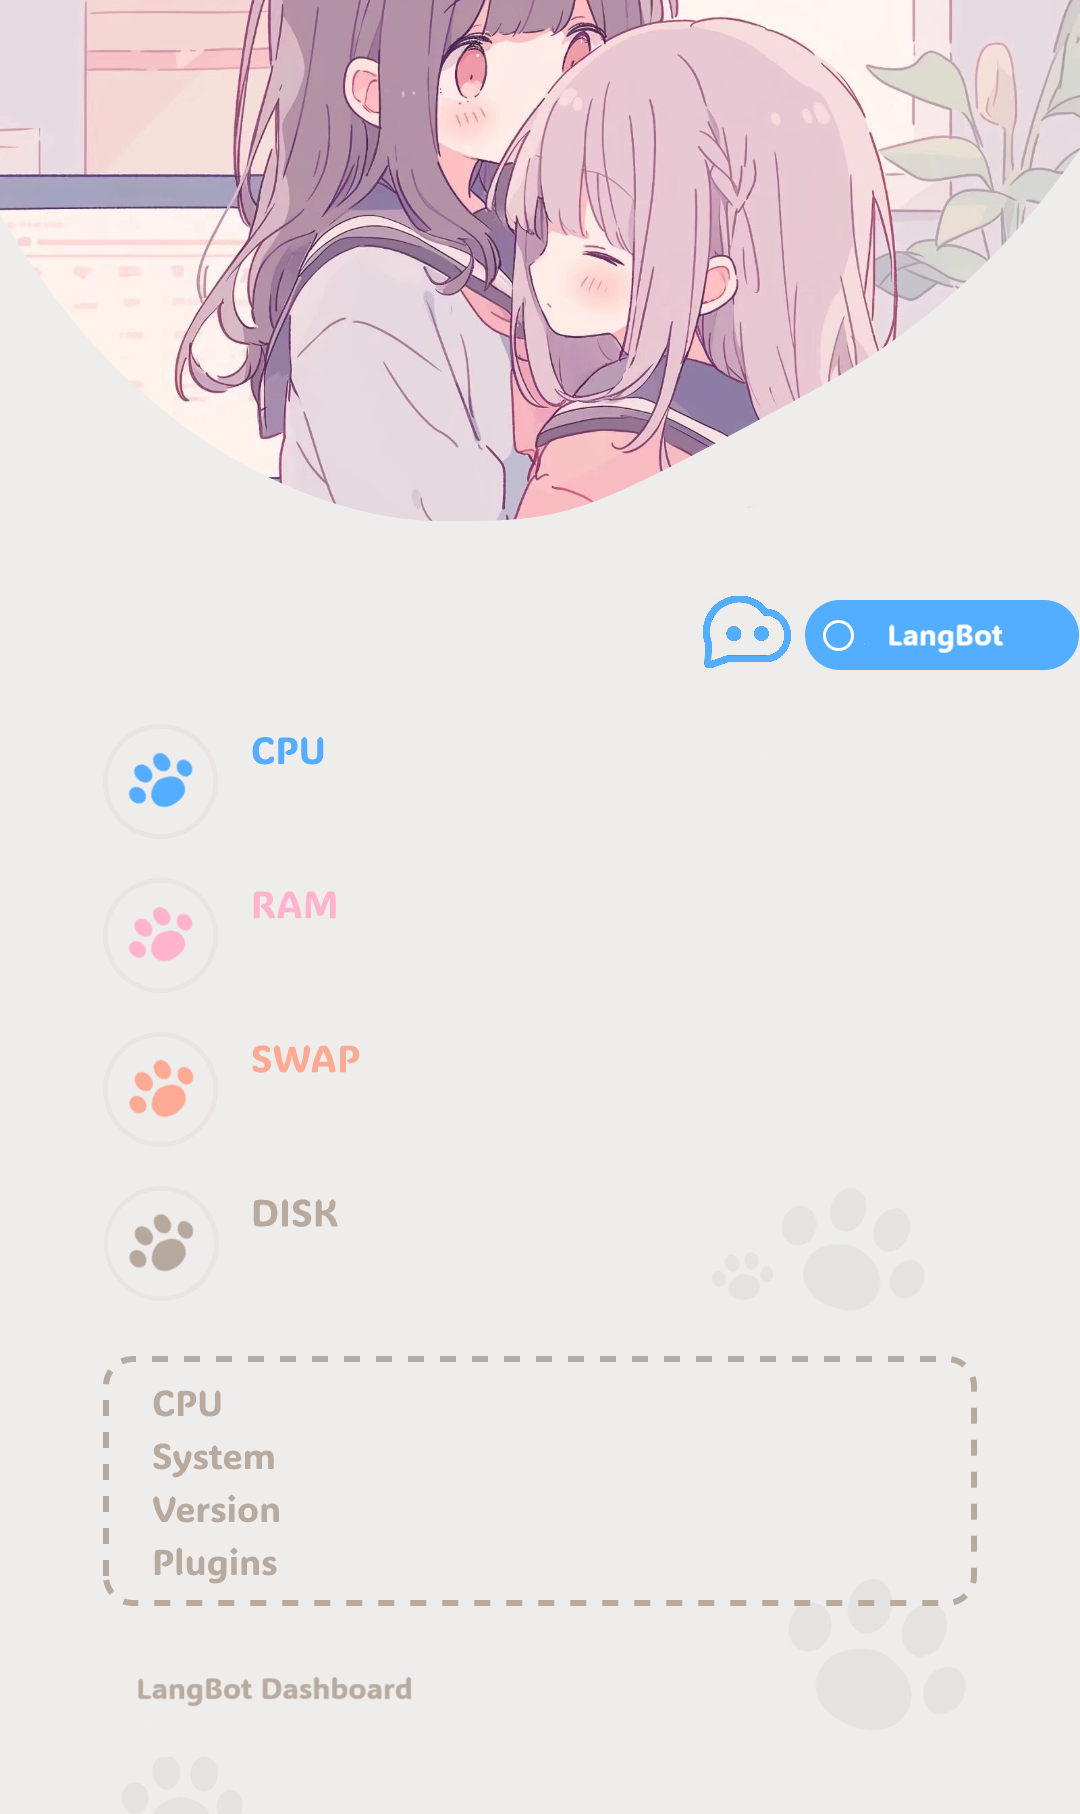 LangBot
CPU
RAM
SWAP
DISK
CPU
System
Version
Plugins
LangBot Dashboard